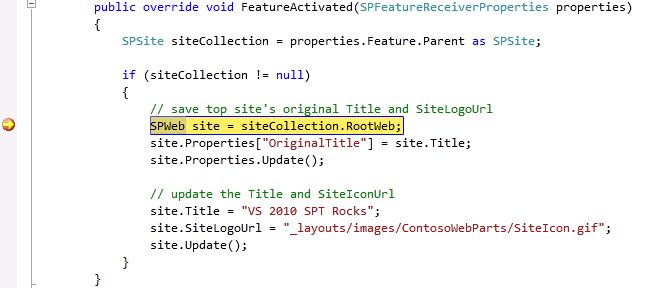 public override void FeatureActivated(SPFeatureReceiverProperties properties)
{
SPSite siteCollection = properties.Feature.Parent as SPSite;
if (siteCollection != null)
{
// save top site's original Title and SiteLogoUrl
SPWeb site = siteCollection.RootWeb;
site.Properties["OriginalTitle"] = site.Title;
site.Properties.Update();
// update the Title and SiteIconUrl
site.Title = "VS 2010 SPT Rocks";
site.SiteLogoUrl = "_layouts/images/ContosoWebParts/SiteIcon.gif";
site.Update();
}
}